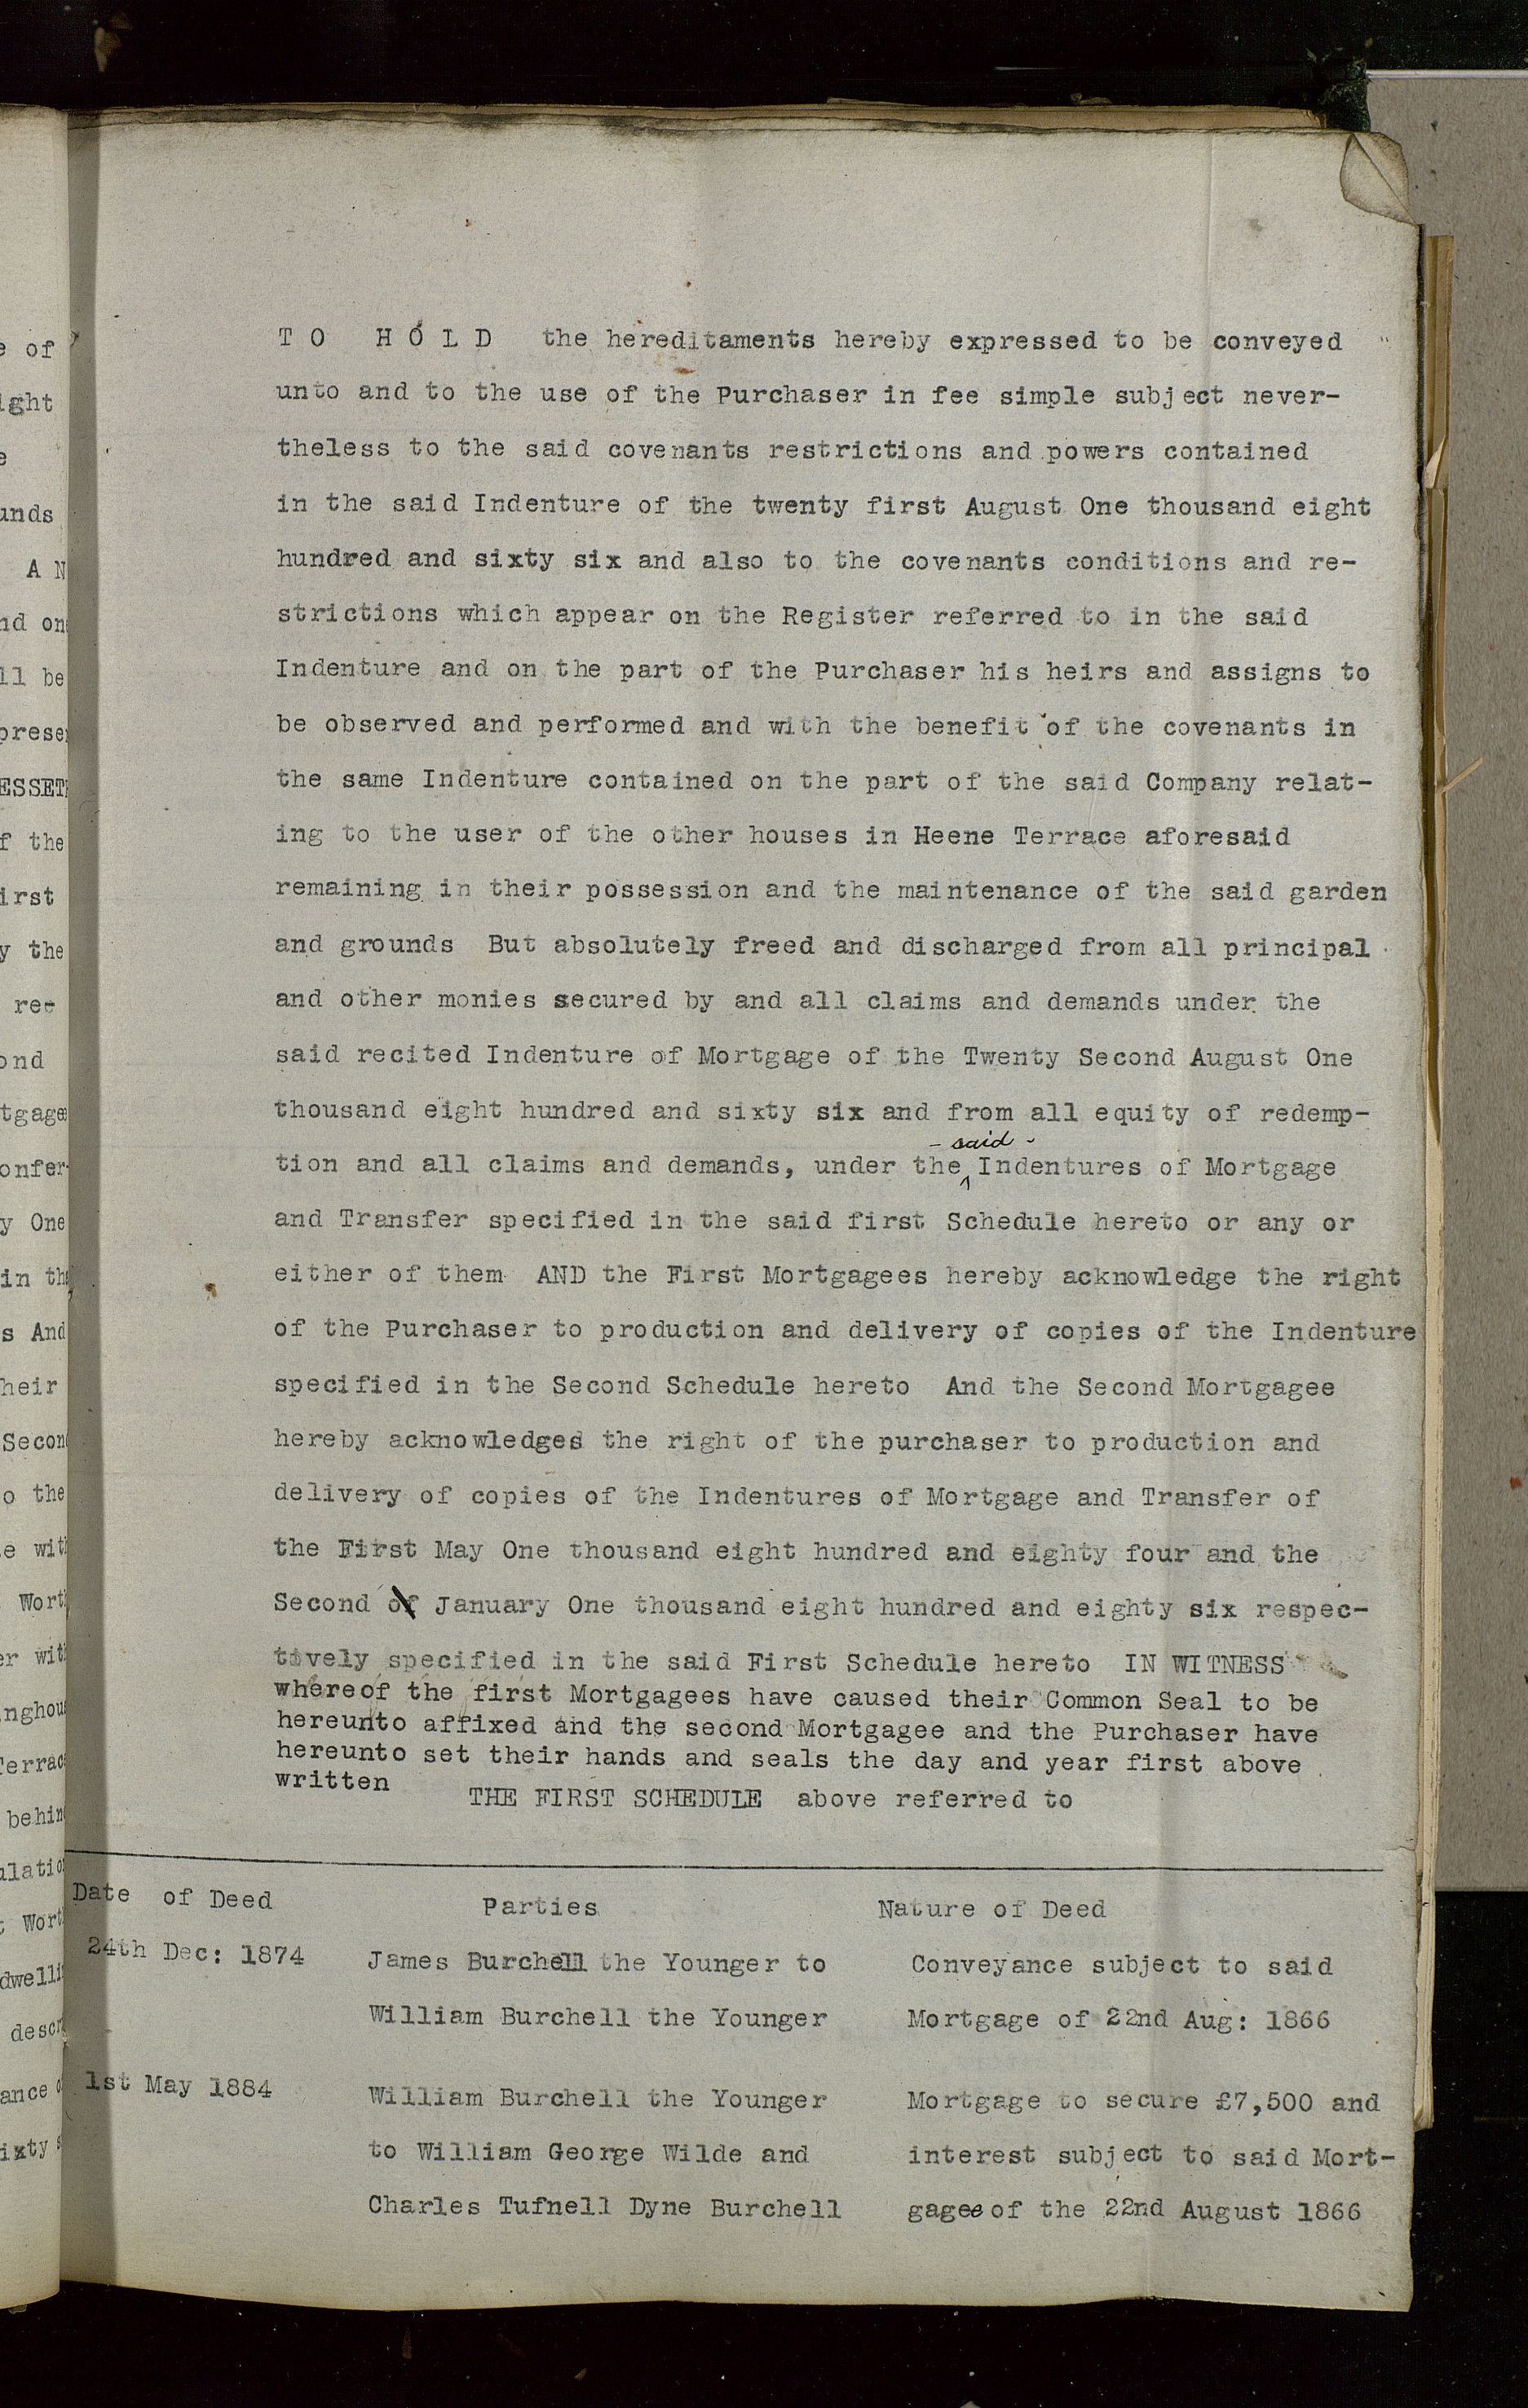 TO HOLD the hereditaments hereby expressed to be conveyed
unto and to the use of the Purchaser in fee simple subject never-
theless to the said covenants restrictions and powers contained
in the said Indenture of the twenty first August One thousand eight
hundred and sixty six and also to the covenants conditions and re-
strictions which appear on the Register referred to in the said
Indenture and on the part of the Purchaser his heirs and assigns to
be observed and performed and with the benefit of the covenants in
the same Indenture contained on the part of the said Company relat-
ing to the user of the other houses in Heene Terrace aforesaid
remaining in their possession and the maintenance of the said garden
and grounds But absolutely freed and discharged from all principal
and other monies secured by and all claims and demands under the
said recited Indenture of Mortgage of the Twenty Second August One
thousand eight hundred and sixty six and from all equity of redemp-
- said -
tion and all claims and demands, under the Indentures of Mortgage
and Transfer specified in the said first Schedule hereto or any or
either of them AND the First Mortgagees hereby acknowledge the right
of the Purchaser to production and delivery of copies of the Indenture
specified in the Second Schedule hereto And the Second Mortgagee
hereby acknowledges the right of the purchaser to production and
delivery of copies of the Indentures of Mortgage and Transfer of
the First May One thousand eight hundred and eighty four and the
Second of January One thousand eight hundred and eighty six respec-
tively specified in the said First Schedule hereto IN WITNESS
whereof the first Mortgagees have caused their Common Seal to be
hereunto affixed and the second Mortgagee and the Purchaser have
hereunto set their hands and seals the day and year first above
written
THE FIRST SCHEDULE above referred to
Date of Deed Parties Nature of Deed
24th Dec: 1874 James Burchell the Younger to Conveyance subject to said
William Burchell the Younger Mortgage of 22nd Aug: 1866
1st May 1884 William Burchell the Younger Mortgage to secure £7,500 and
to William George Wilde and interest subject to said Mort-
Charles Tufnell Dyne Burchell gagee of the 22nd August 1866